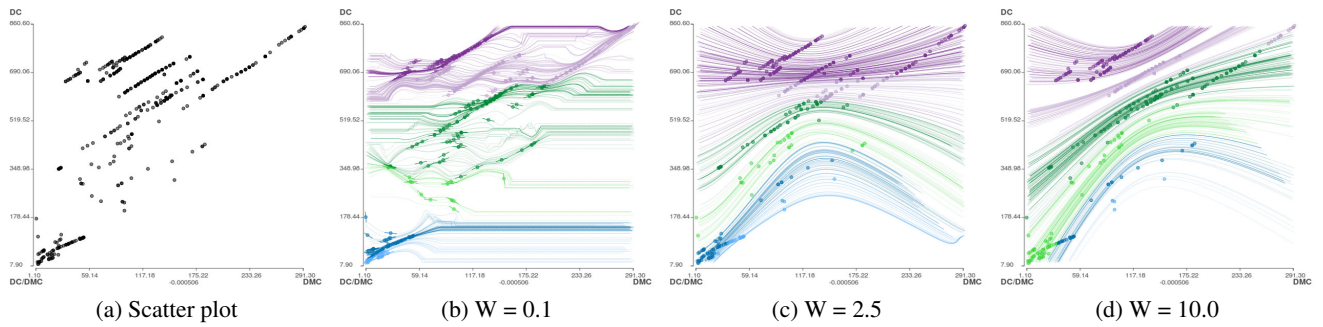 DC DC DC DC
860.60 860.60 860.60 860.60
690.06 690.06 690.06 690.06
519.52 519.52 519.52 519.52
348.98 348.98 348.98 348.98
178.44 178.44 178.44 178.44
7.90 7.90 7.90 7.90
1.10 59.14 117.18 175.22 233.26 291.30 1.10 59.14 117.18 175.22 233.26 291.30 1.10 59.14 117.18 175.22 233.26 291.30 1.10 59.14 117.18 175.22 233.26 291.30
DC/DMC -0.000506 DMC DC/DMC -0.000506 DMC DC/DMC -0.000506 DMC DC/DMC -0.000506 DMC
(a) Scatter plot (b) W = 0.1 (c) W = 2.5 (d) W = 10.0